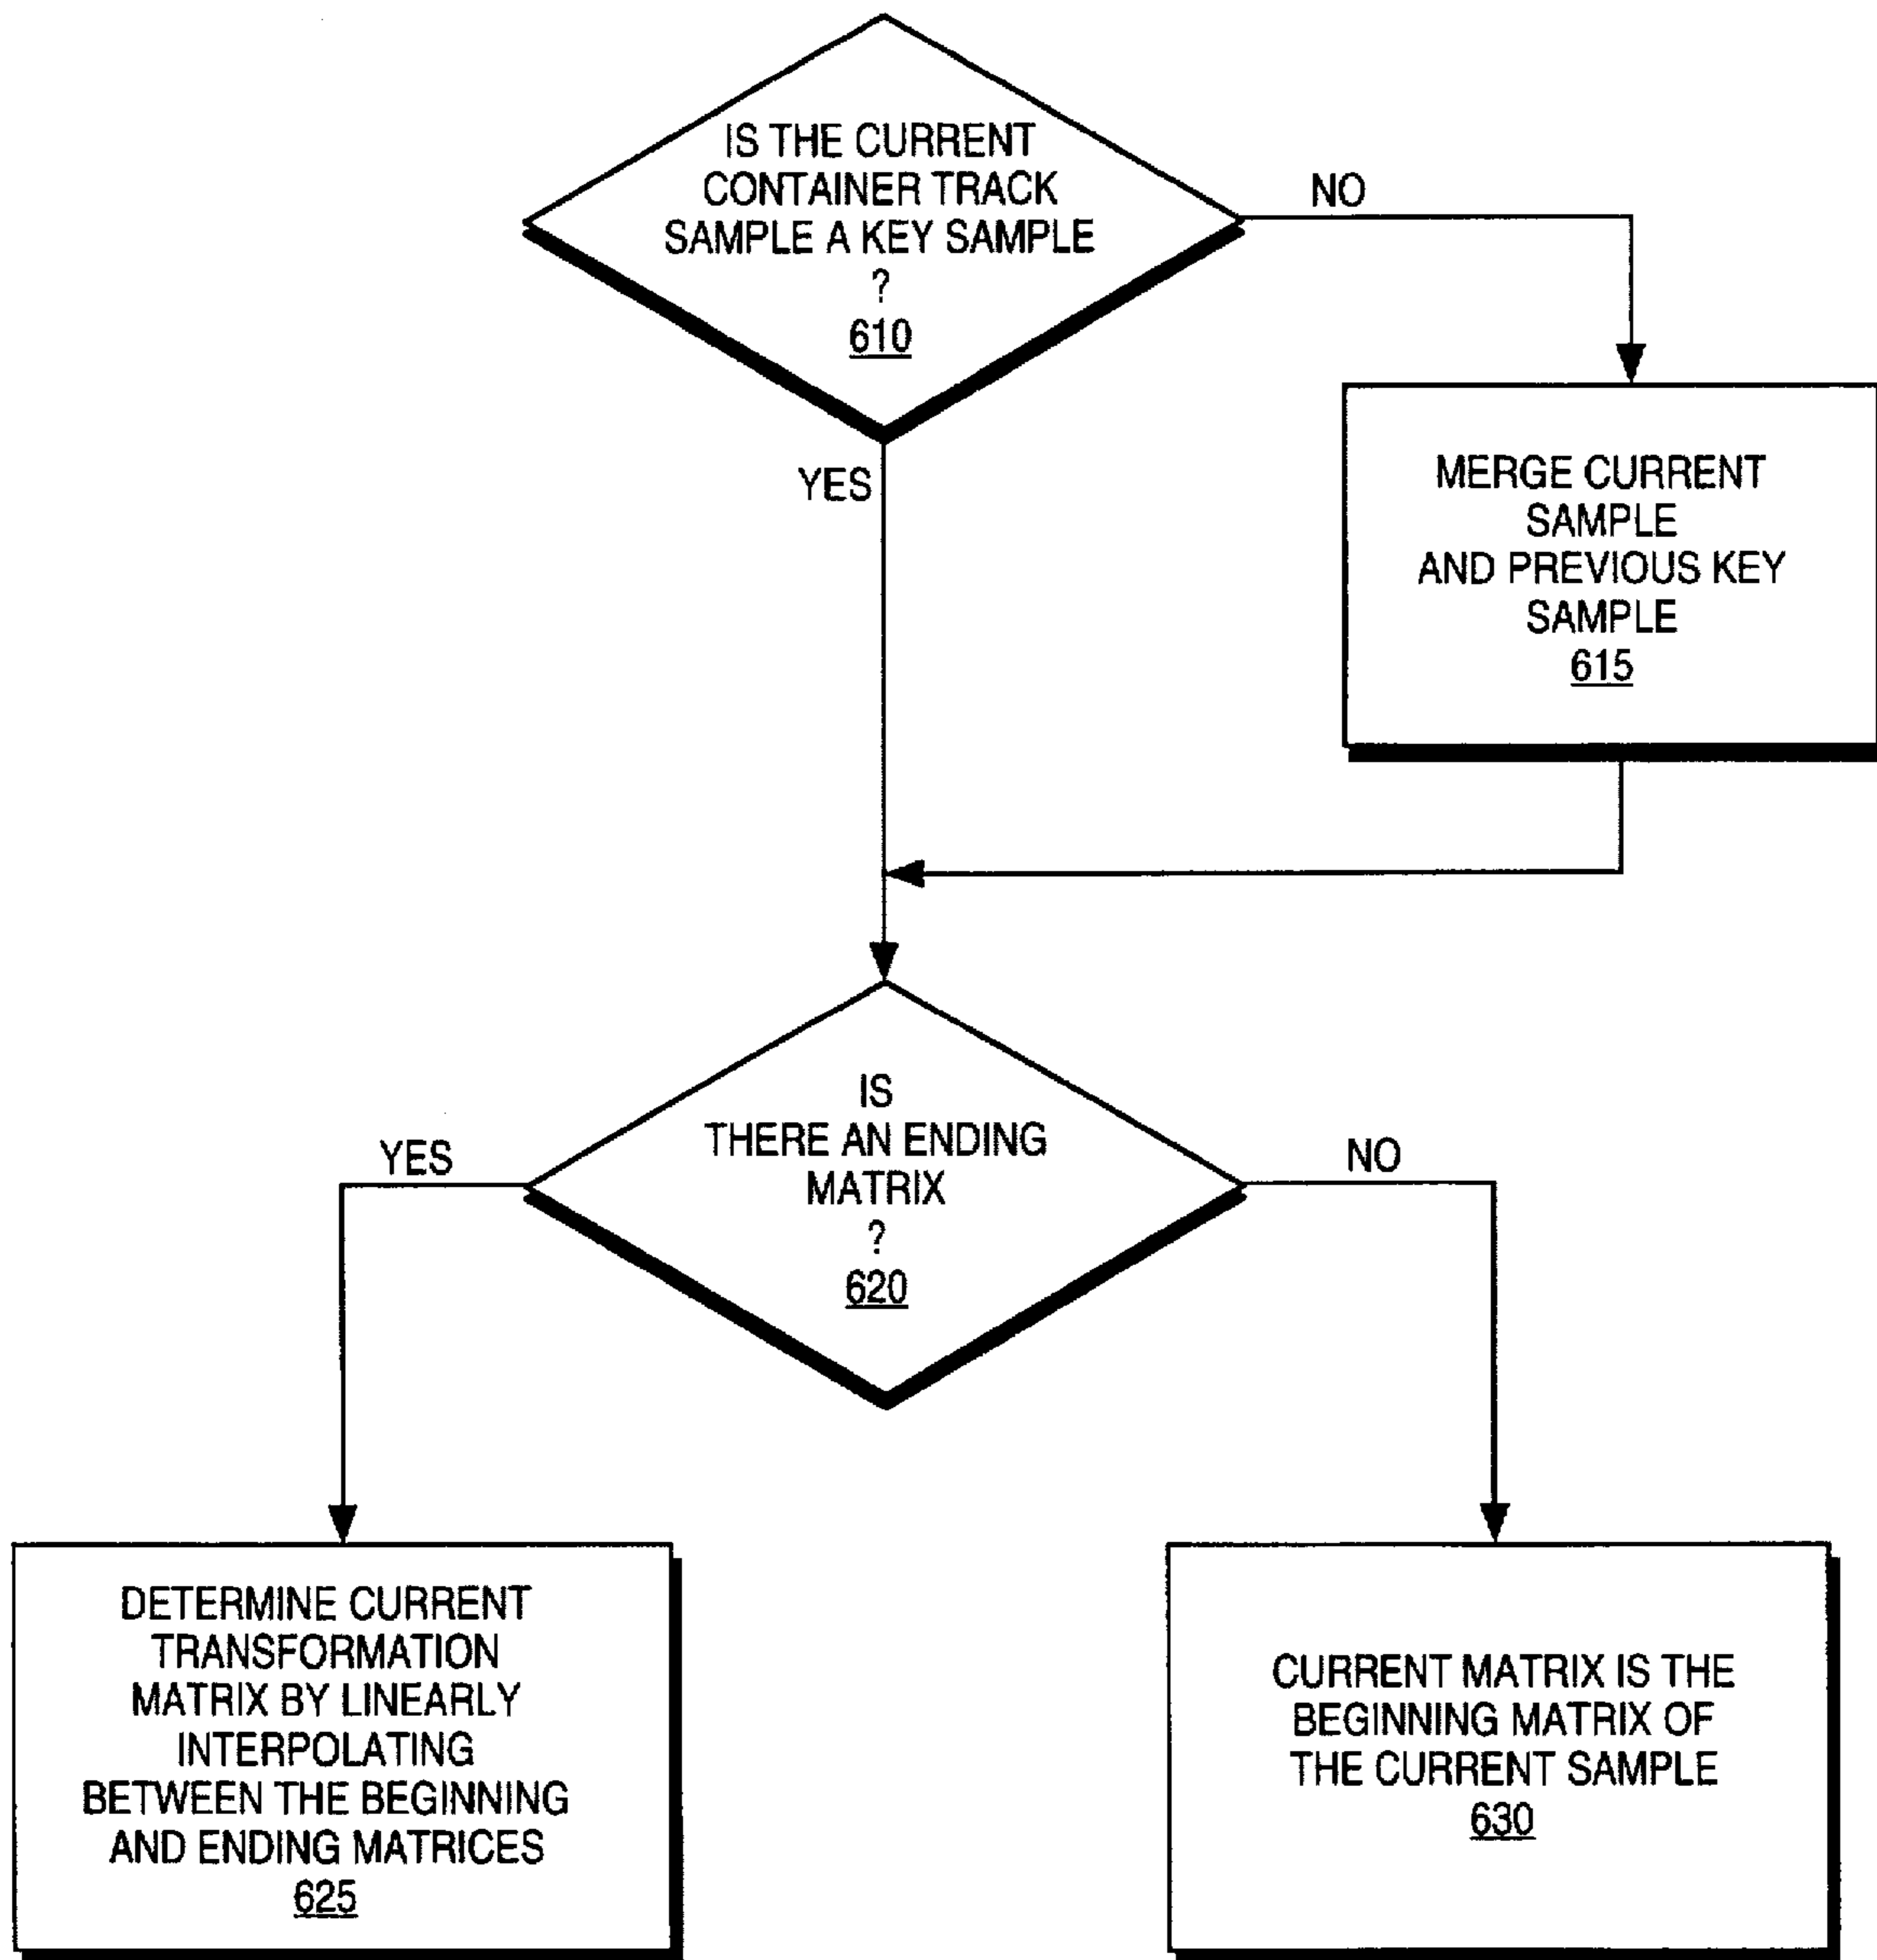 IS THE CURRENT
CONTAINER TRACK
SAMPLE A KEY SAMPLE
?
610
NO
YES
MERGE CURRENT
SAMPLE
AND PREVIOUS KEY
SAMPLE
615
IS
THERE AN ENDING
MATRIX
?
620
YES
NO
DETERMINE CURRENT
TRANSFORMATION
MATRIX BY LINEARLY
INTERPOLATING
BETWEEN THE BEGINNING
AND ENDING MATRICES
625
CURRENT MATRIX IS THE
BEGINNING MATRIX OF
THE CURRENT SAMPLE
630